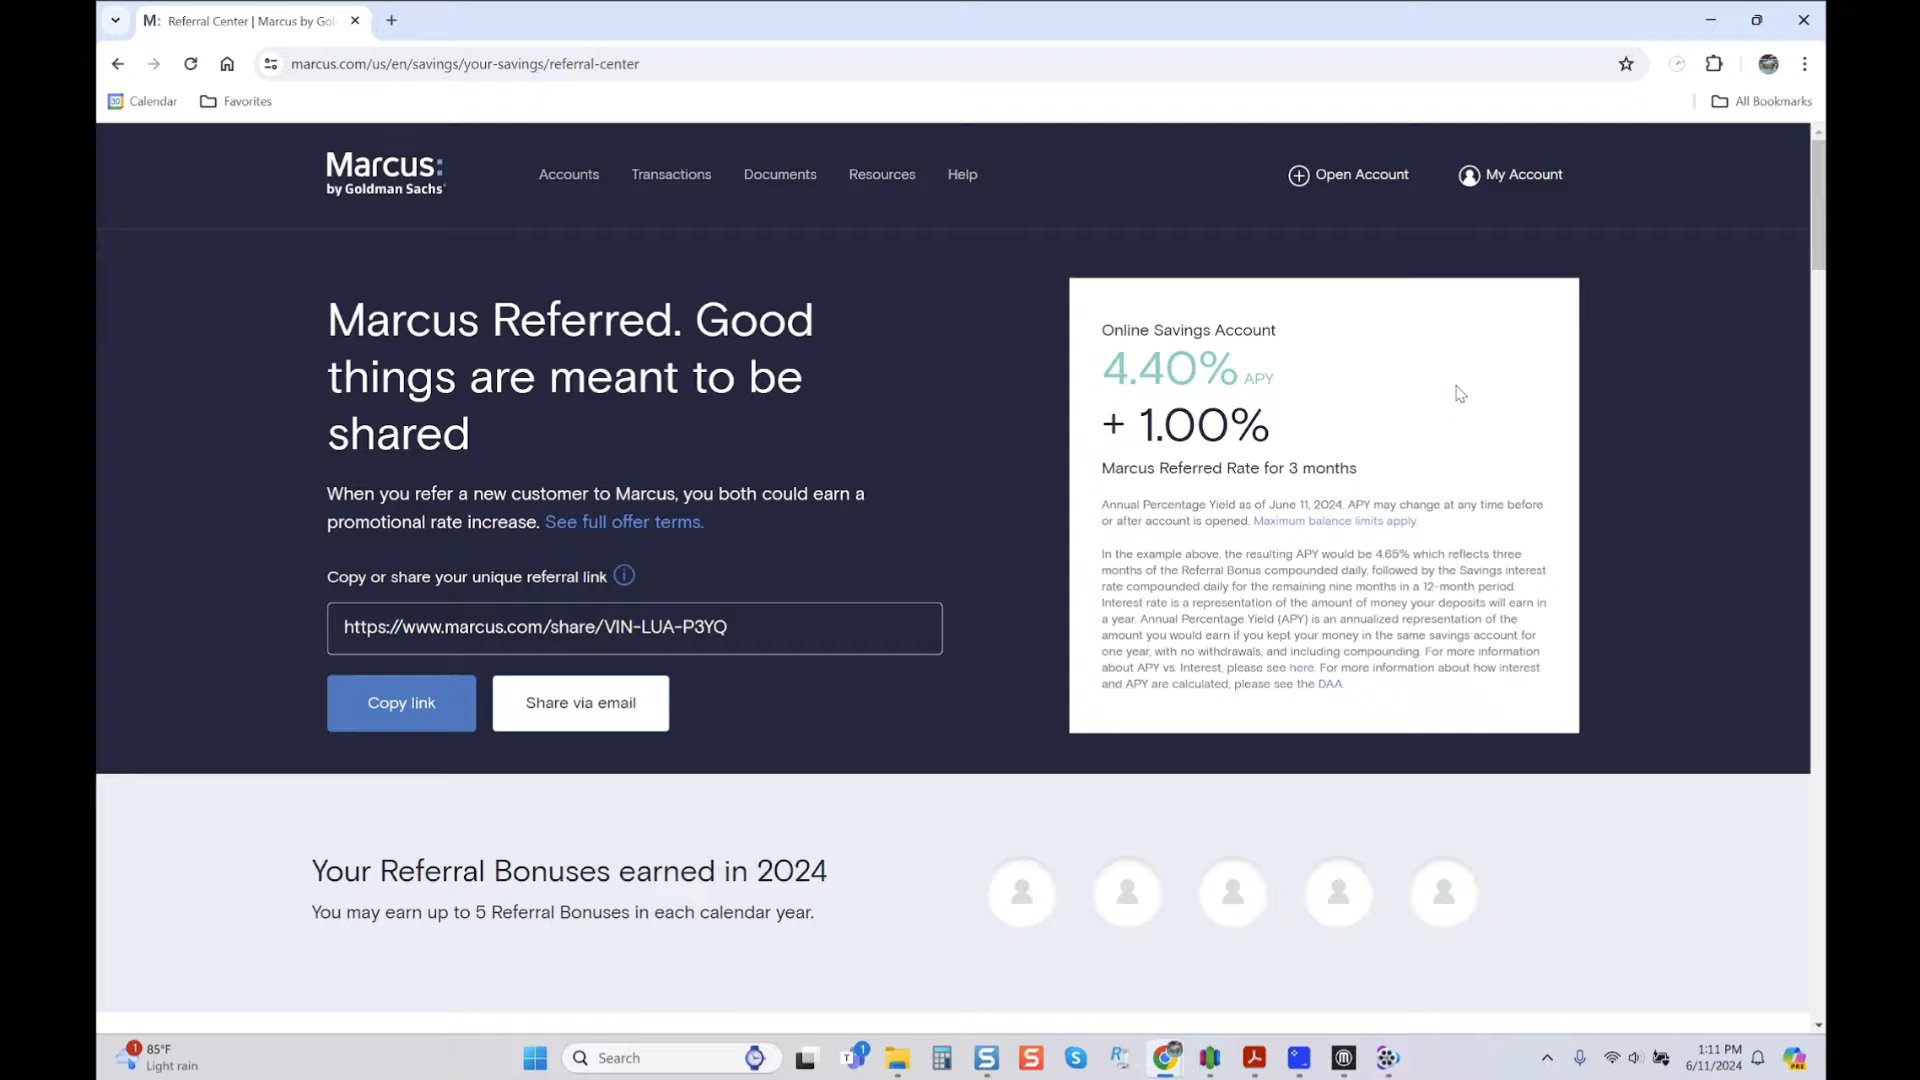 Referral Center | Marcus by Gol
marcus.com/us/en/savings/your-savings/referral-center
30 Calendar
Favorites
All Bookmarks
Marcus:
by Goldman Sachs
Accounts
Transactions
Documents
Resources
Help
Open Account
My Account
Marcus Referred. Good
things are meant to be
shared
When you refer a new customer to Marcus, you both could earn a
promotional rate increase. See full offer terms.
Copy or share your unique referral link
https://www.marcus.com/share/VIN-LUA-P3YQ
Copy link
Share via email
Online Savings Account
4.40% APY
+ 1.00%
Marcus Referred Rate for 3 months
Annual Percentage Yield as of June 11, 2024. APY may change at any time before
or after account is opened. Maximum balance limits apply.
In the example above, the resulting APY would be 4.65% which reflects three
months of the Referral Bonus compounded daily, followed by the Savings interest
rate compounded daily for the remaining nine months in a 12-month period.
Interest rate is a representation of the amount of money your deposits will earn in
a year. Annual Percentage Yield (APY) is an annualized representation of the
amount you would earn if you kept your money in the same savings account for
one year, with no withdrawals, and including compounding. For more information
about APY vs. Interest, please see here. For more information about how interest
and APY are calculated, please see the DAA.
Your Referral Bonuses earned in 2024
You may earn up to 5 Referral Bonuses in each calendar year.
1
85°F
Light rain
Search
1
1:11 PM
6/11/2024
PRE